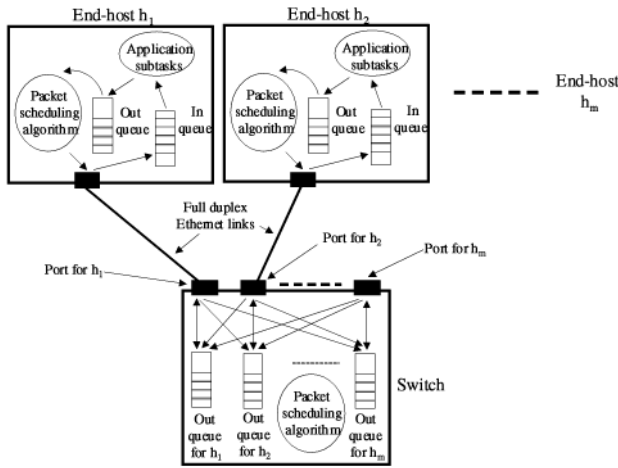 End-host h1
End-host h2
Application
subtasks
Packet
scheduling
algorithm
Out
queue
In
queue
Application
subtasks
Packet
scheduling
algorithm
Out
queue
In
queue
End-host
hm
Full duplex
Ethernet links
Port for h1
Port for h2
Port for hm
Switch
Packet
scheduling
algorithm
Out
queue
for h1
Out
queue
for h2
Out
queue
for hm